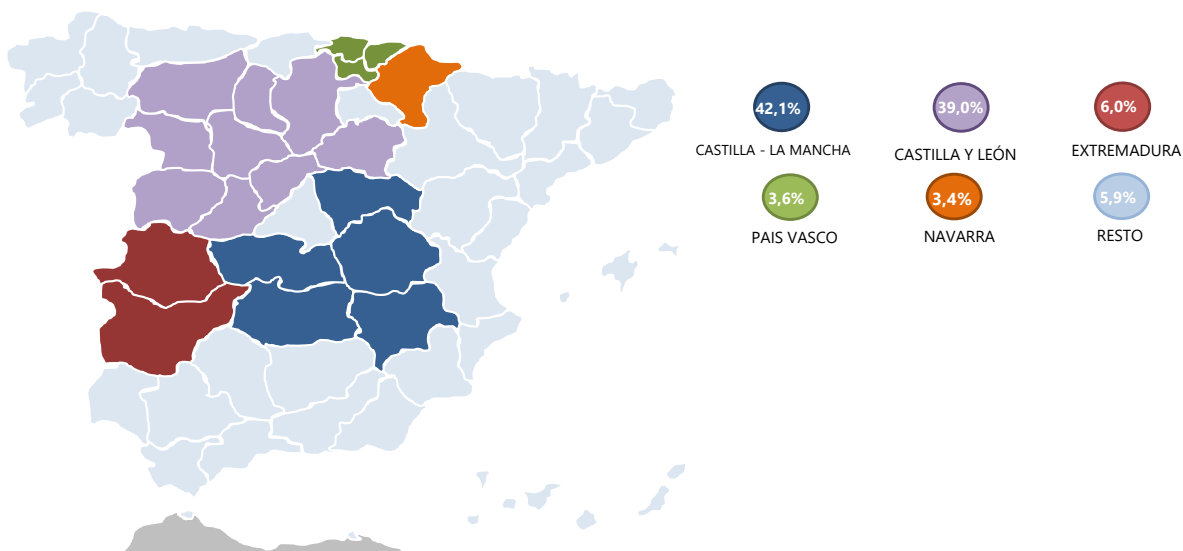 42,1%
39,0%
6,0%
CASTILLA - LA MANCHA
CASTILLA Y LEÓN
EXTREMADURA
3,6%
3,4%
5,9%
PAIS VASCO
NAVARRA
RESTO